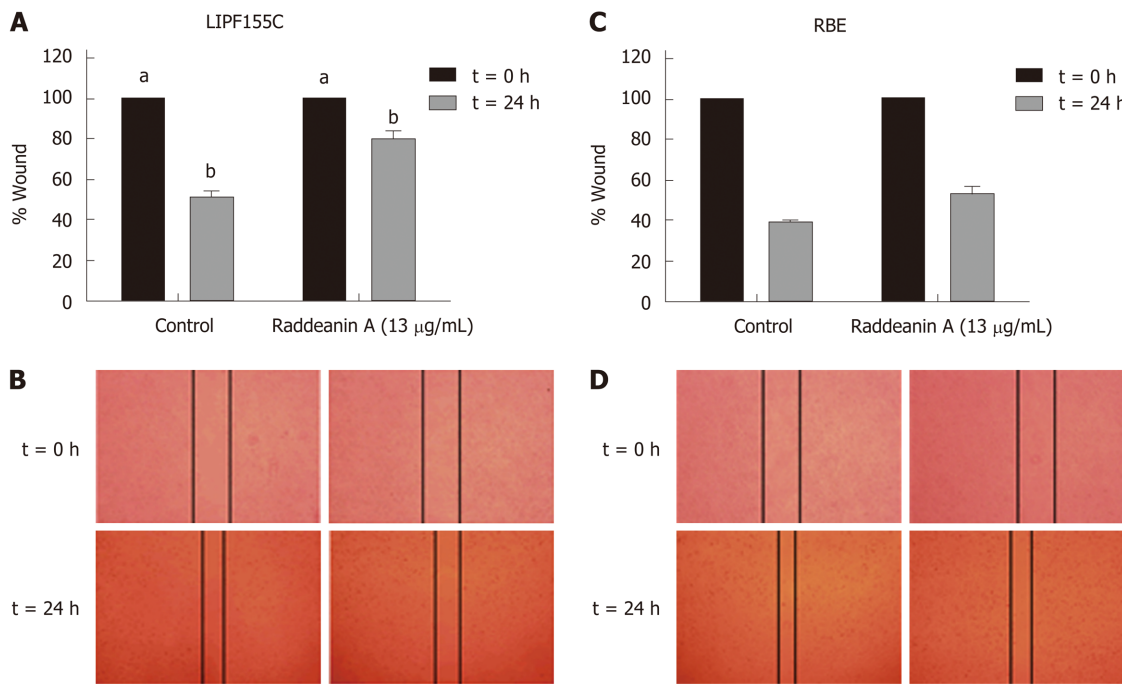 A
LIPF155C
% Wound
120
100
80
60
40
20
0
a
b
a
b
t = 0 h
t = 24 h
Control
Raddeanin A (13 μg/mL)
C
RBE
% Wound
120
100
80
60
40
20
0
t = 0 h
t = 24 h
Control
Raddeanin A (13 μg/mL)
B
t = 0 h
t = 24 h
D
t = 0 h
t = 24 h